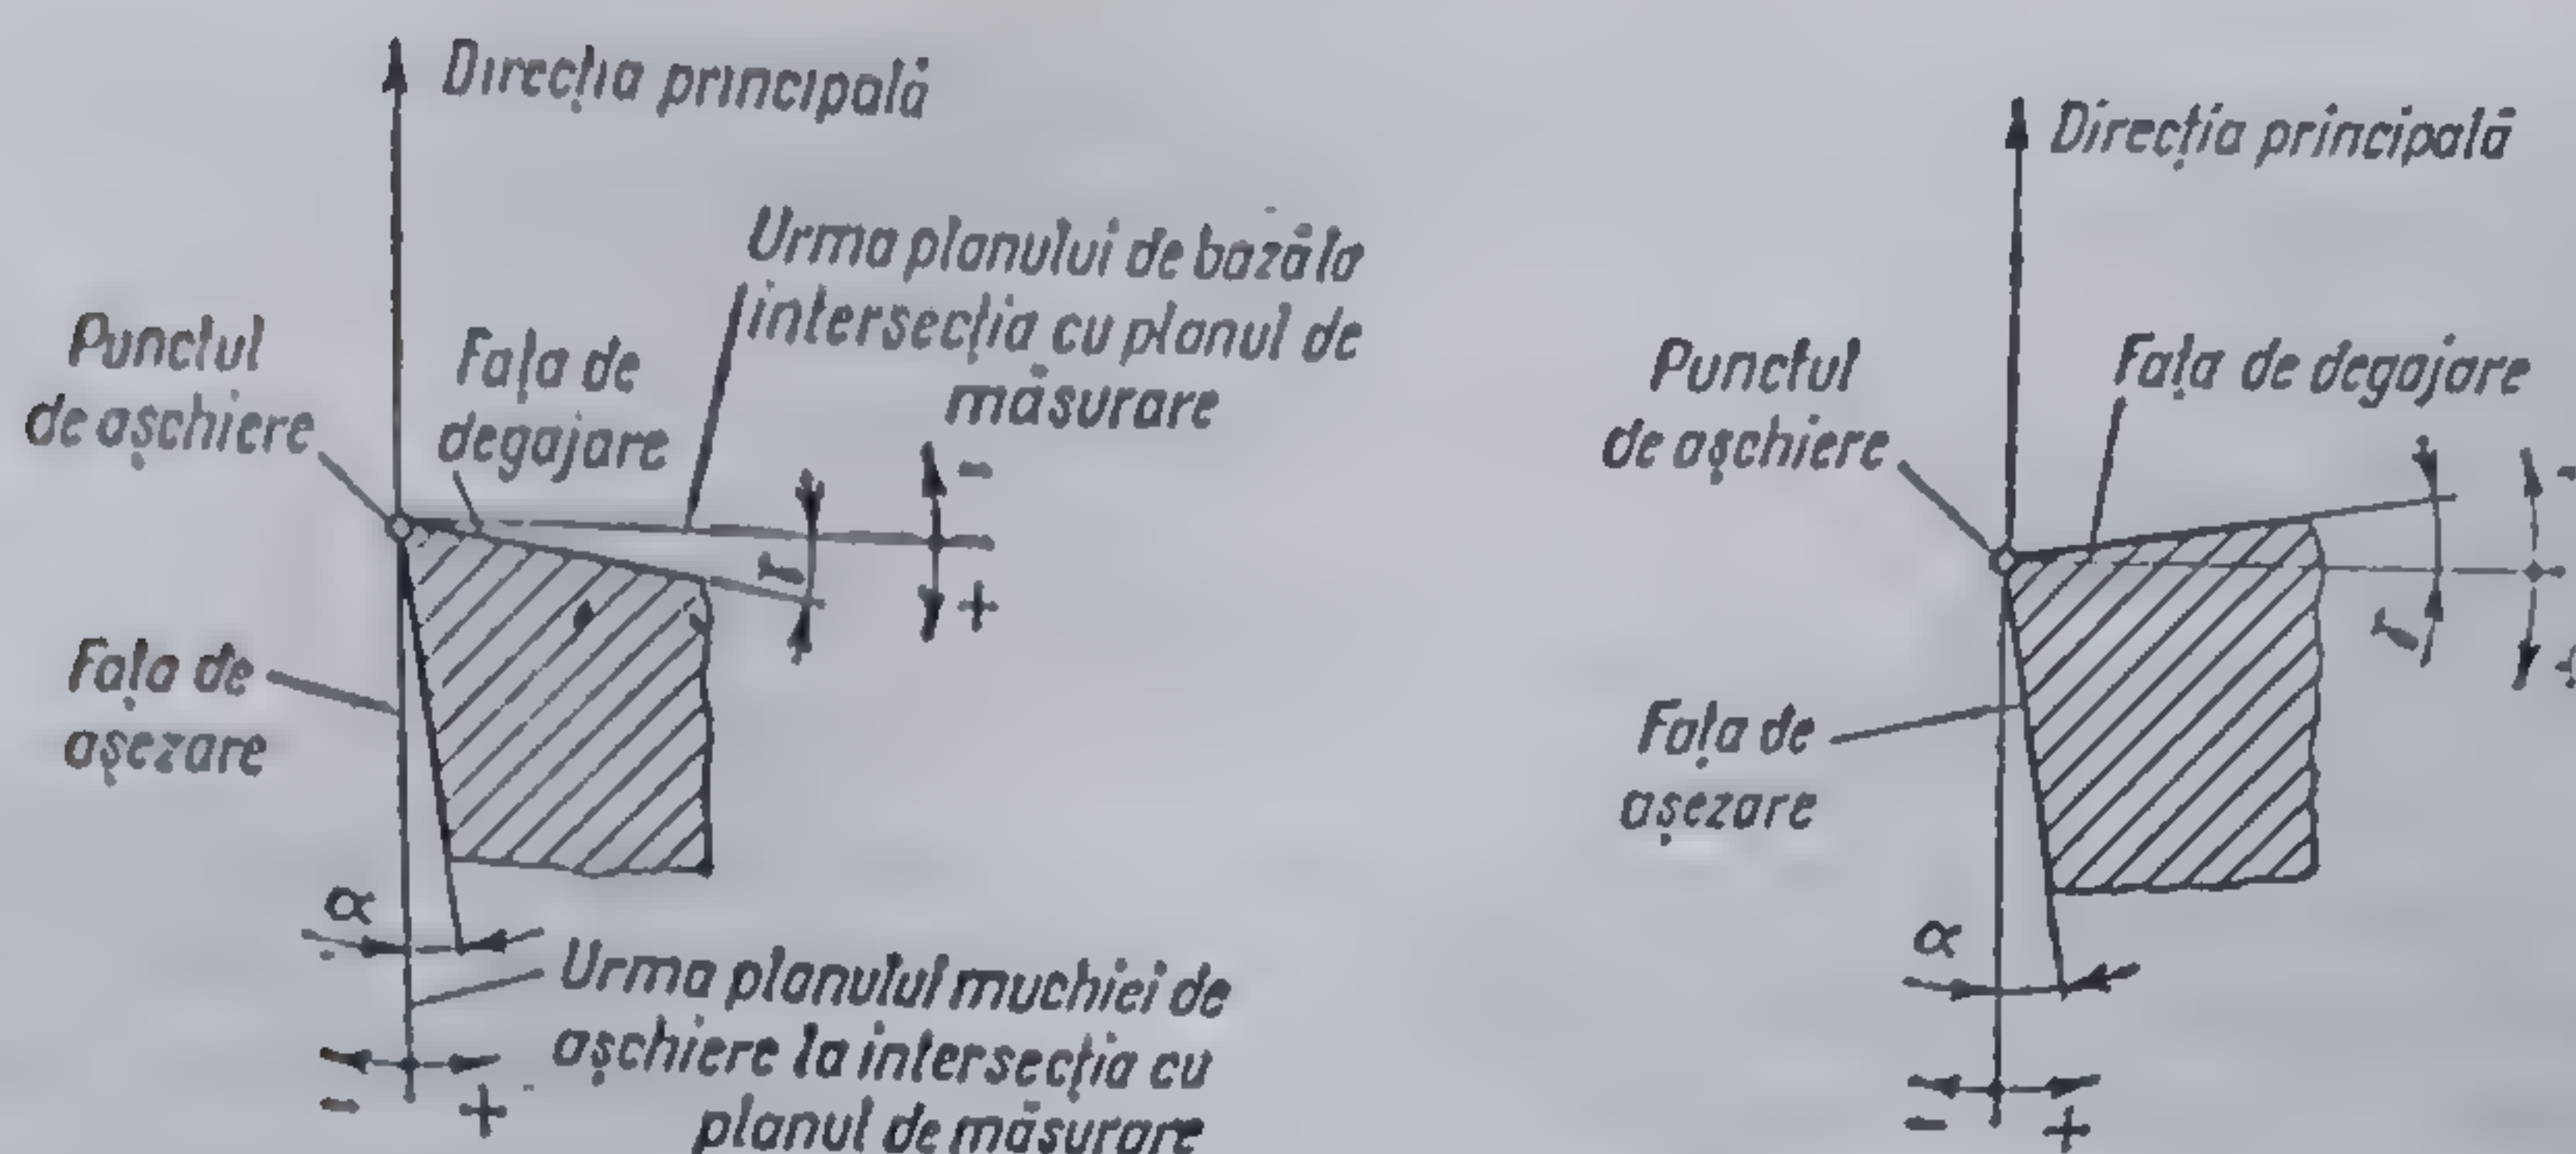 Direcția principală
Urma planului de bază la
intersecția cu planul de
măsurare
Punctul
de așchiere
Fața de
degajare
-
γ
+
Fața de
așezare
α
Urma planului muchiei de
așchiere la intersecția cu
planul de măsurare
- +
Direcția principală
Punctul
de așchiere
Fața de degajare
γ
Fața de
așezare
α
- +